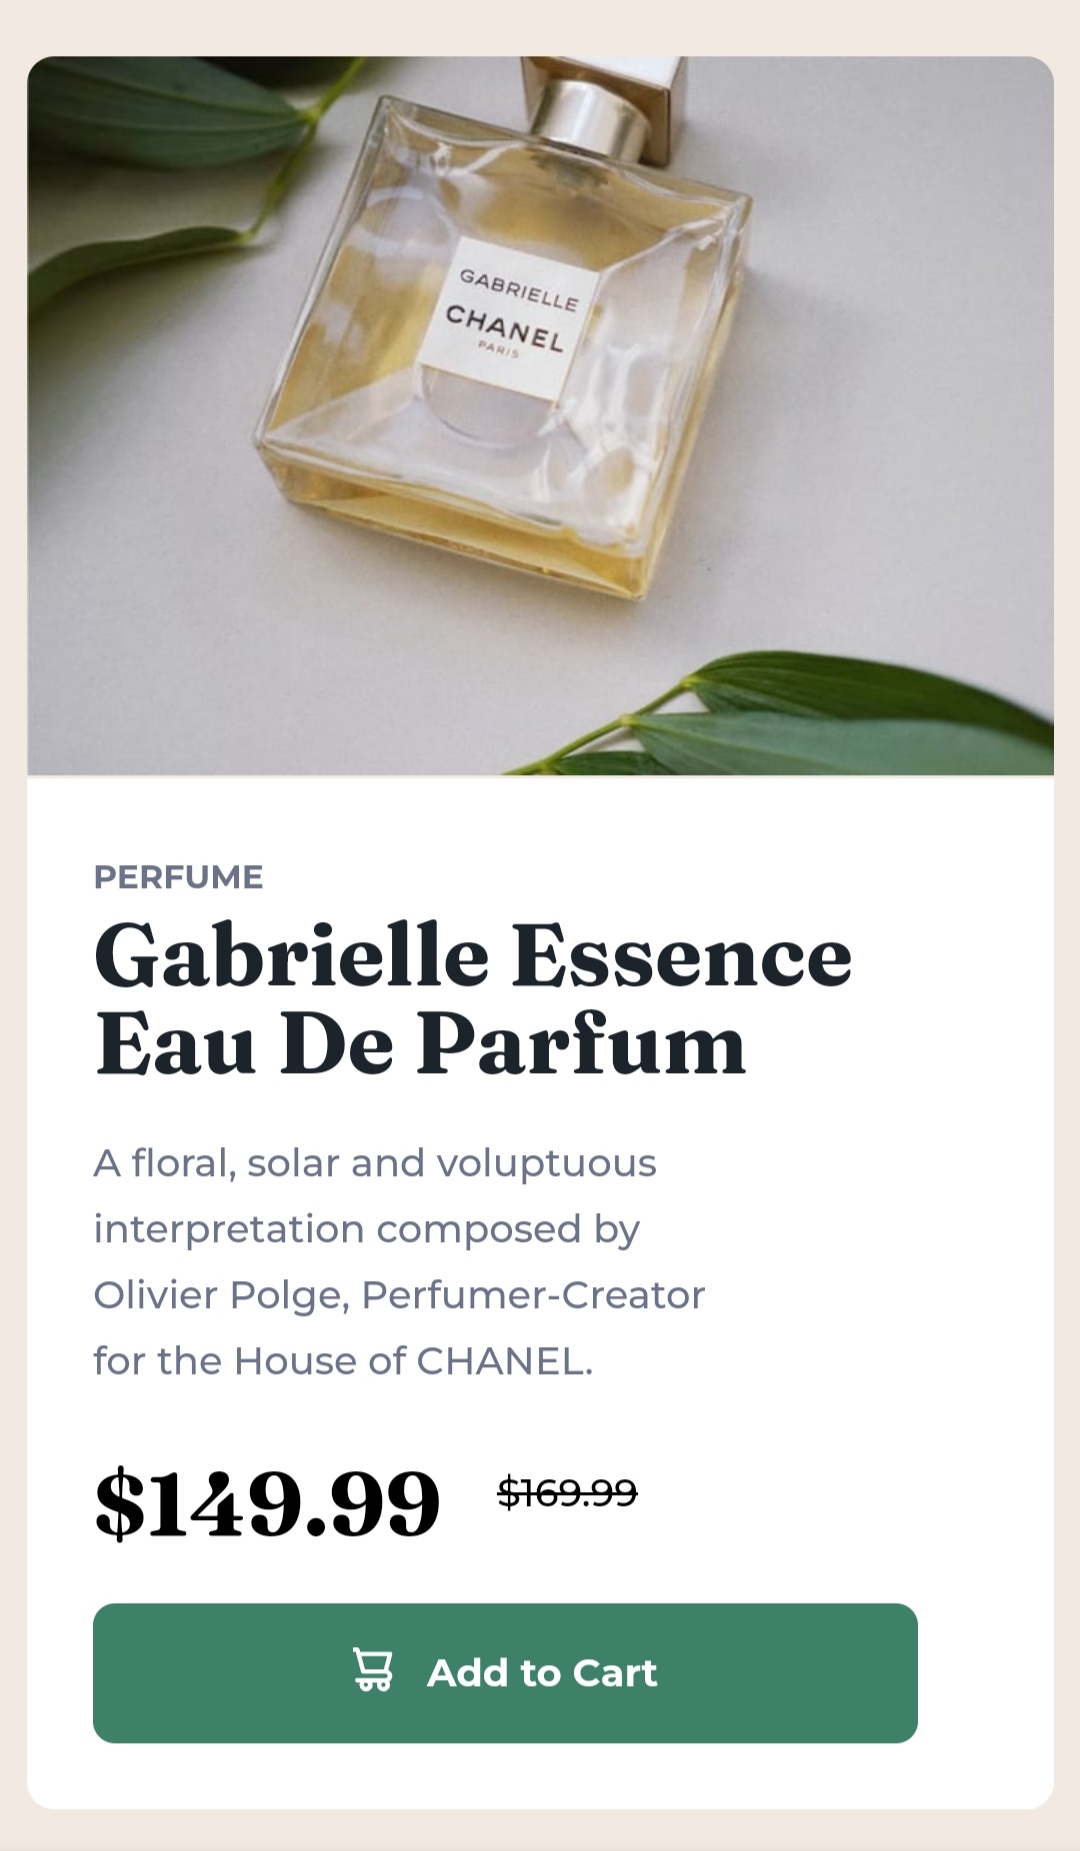 GABRIELLE
CHANEL
PARIS
PERFUME
Gabrielle Essence
Eau De Parfum
A floral, solar and voluptuous
interpretation composed by
Olivier Polge, Perfumer-Creator
for the House of CHANEL.
$149.99 $169.99
Add to Cart